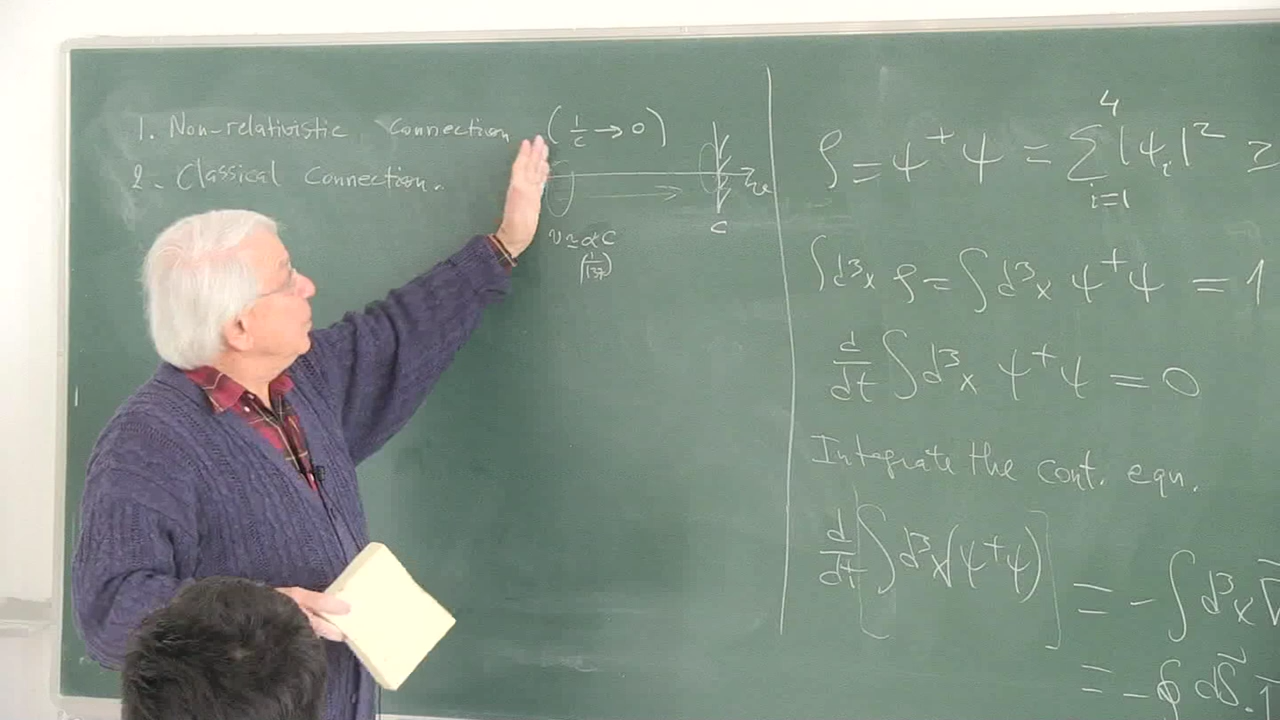 1. Non-relativistic Connection (1/c → 0)
2. Classical Connection.
v ≃ αc
(1/137)
c
ρ = ψ⁺ψ = Σ_{i=1}^{4} |ψᵢ|² ≥
∫d³x ρ = ∫d³x ψ⁺ψ = 1
d/dt ∫d³x ψ⁺ψ = 0
Integrate the cont. eqn.
d/dt [∫d³x (ψ⁺ψ)] = -∫d³x ∇
= -∮ dS⃗.